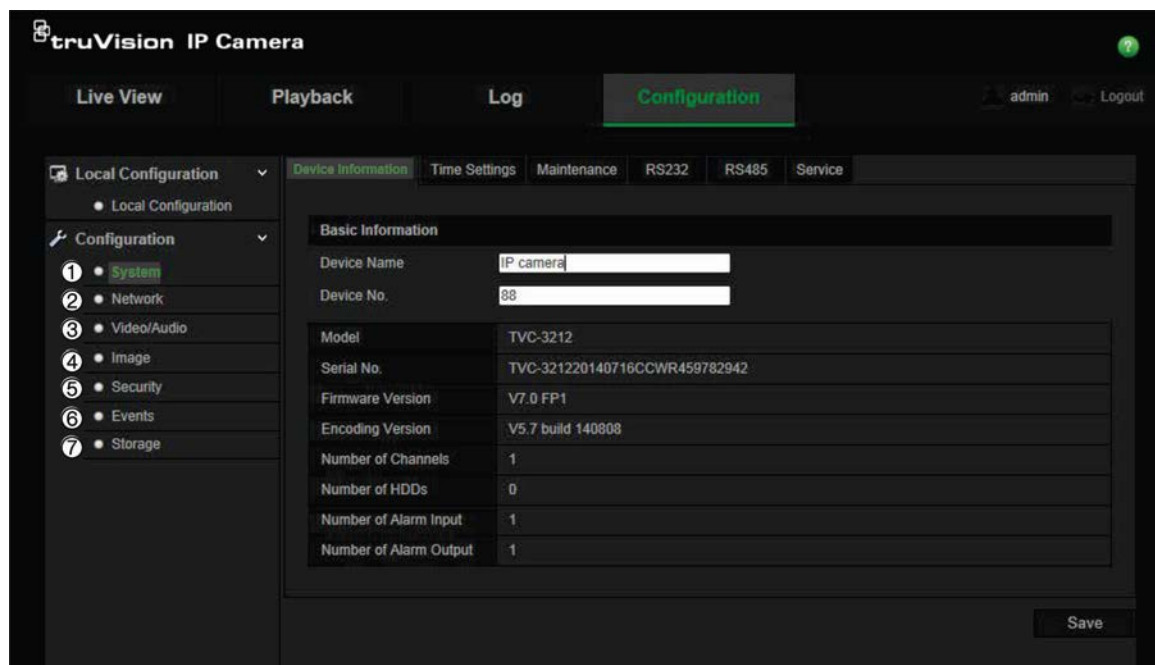 truVision IP Camera
?
Live View Playback Log Configuration admin Logout
Local Configuration
Local Configuration
Configuration
1 System
2 Network
3 Video/Audio
4 Image
5 Security
6 Events
7 Storage
Device Information Time Settings Maintenance RS232 RS485 Service
Basic Information
Device Name IP camera
Device No. 88
Model TVC-3212
Serial No. TVC-321220140716CCWR459782942
Firmware Version V7.0 FP1
Encoding Version V5.7 build 140808
Number of Channels 1
Number of HDDs 0
Number of Alarm Input 1
Number of Alarm Output 1
Save